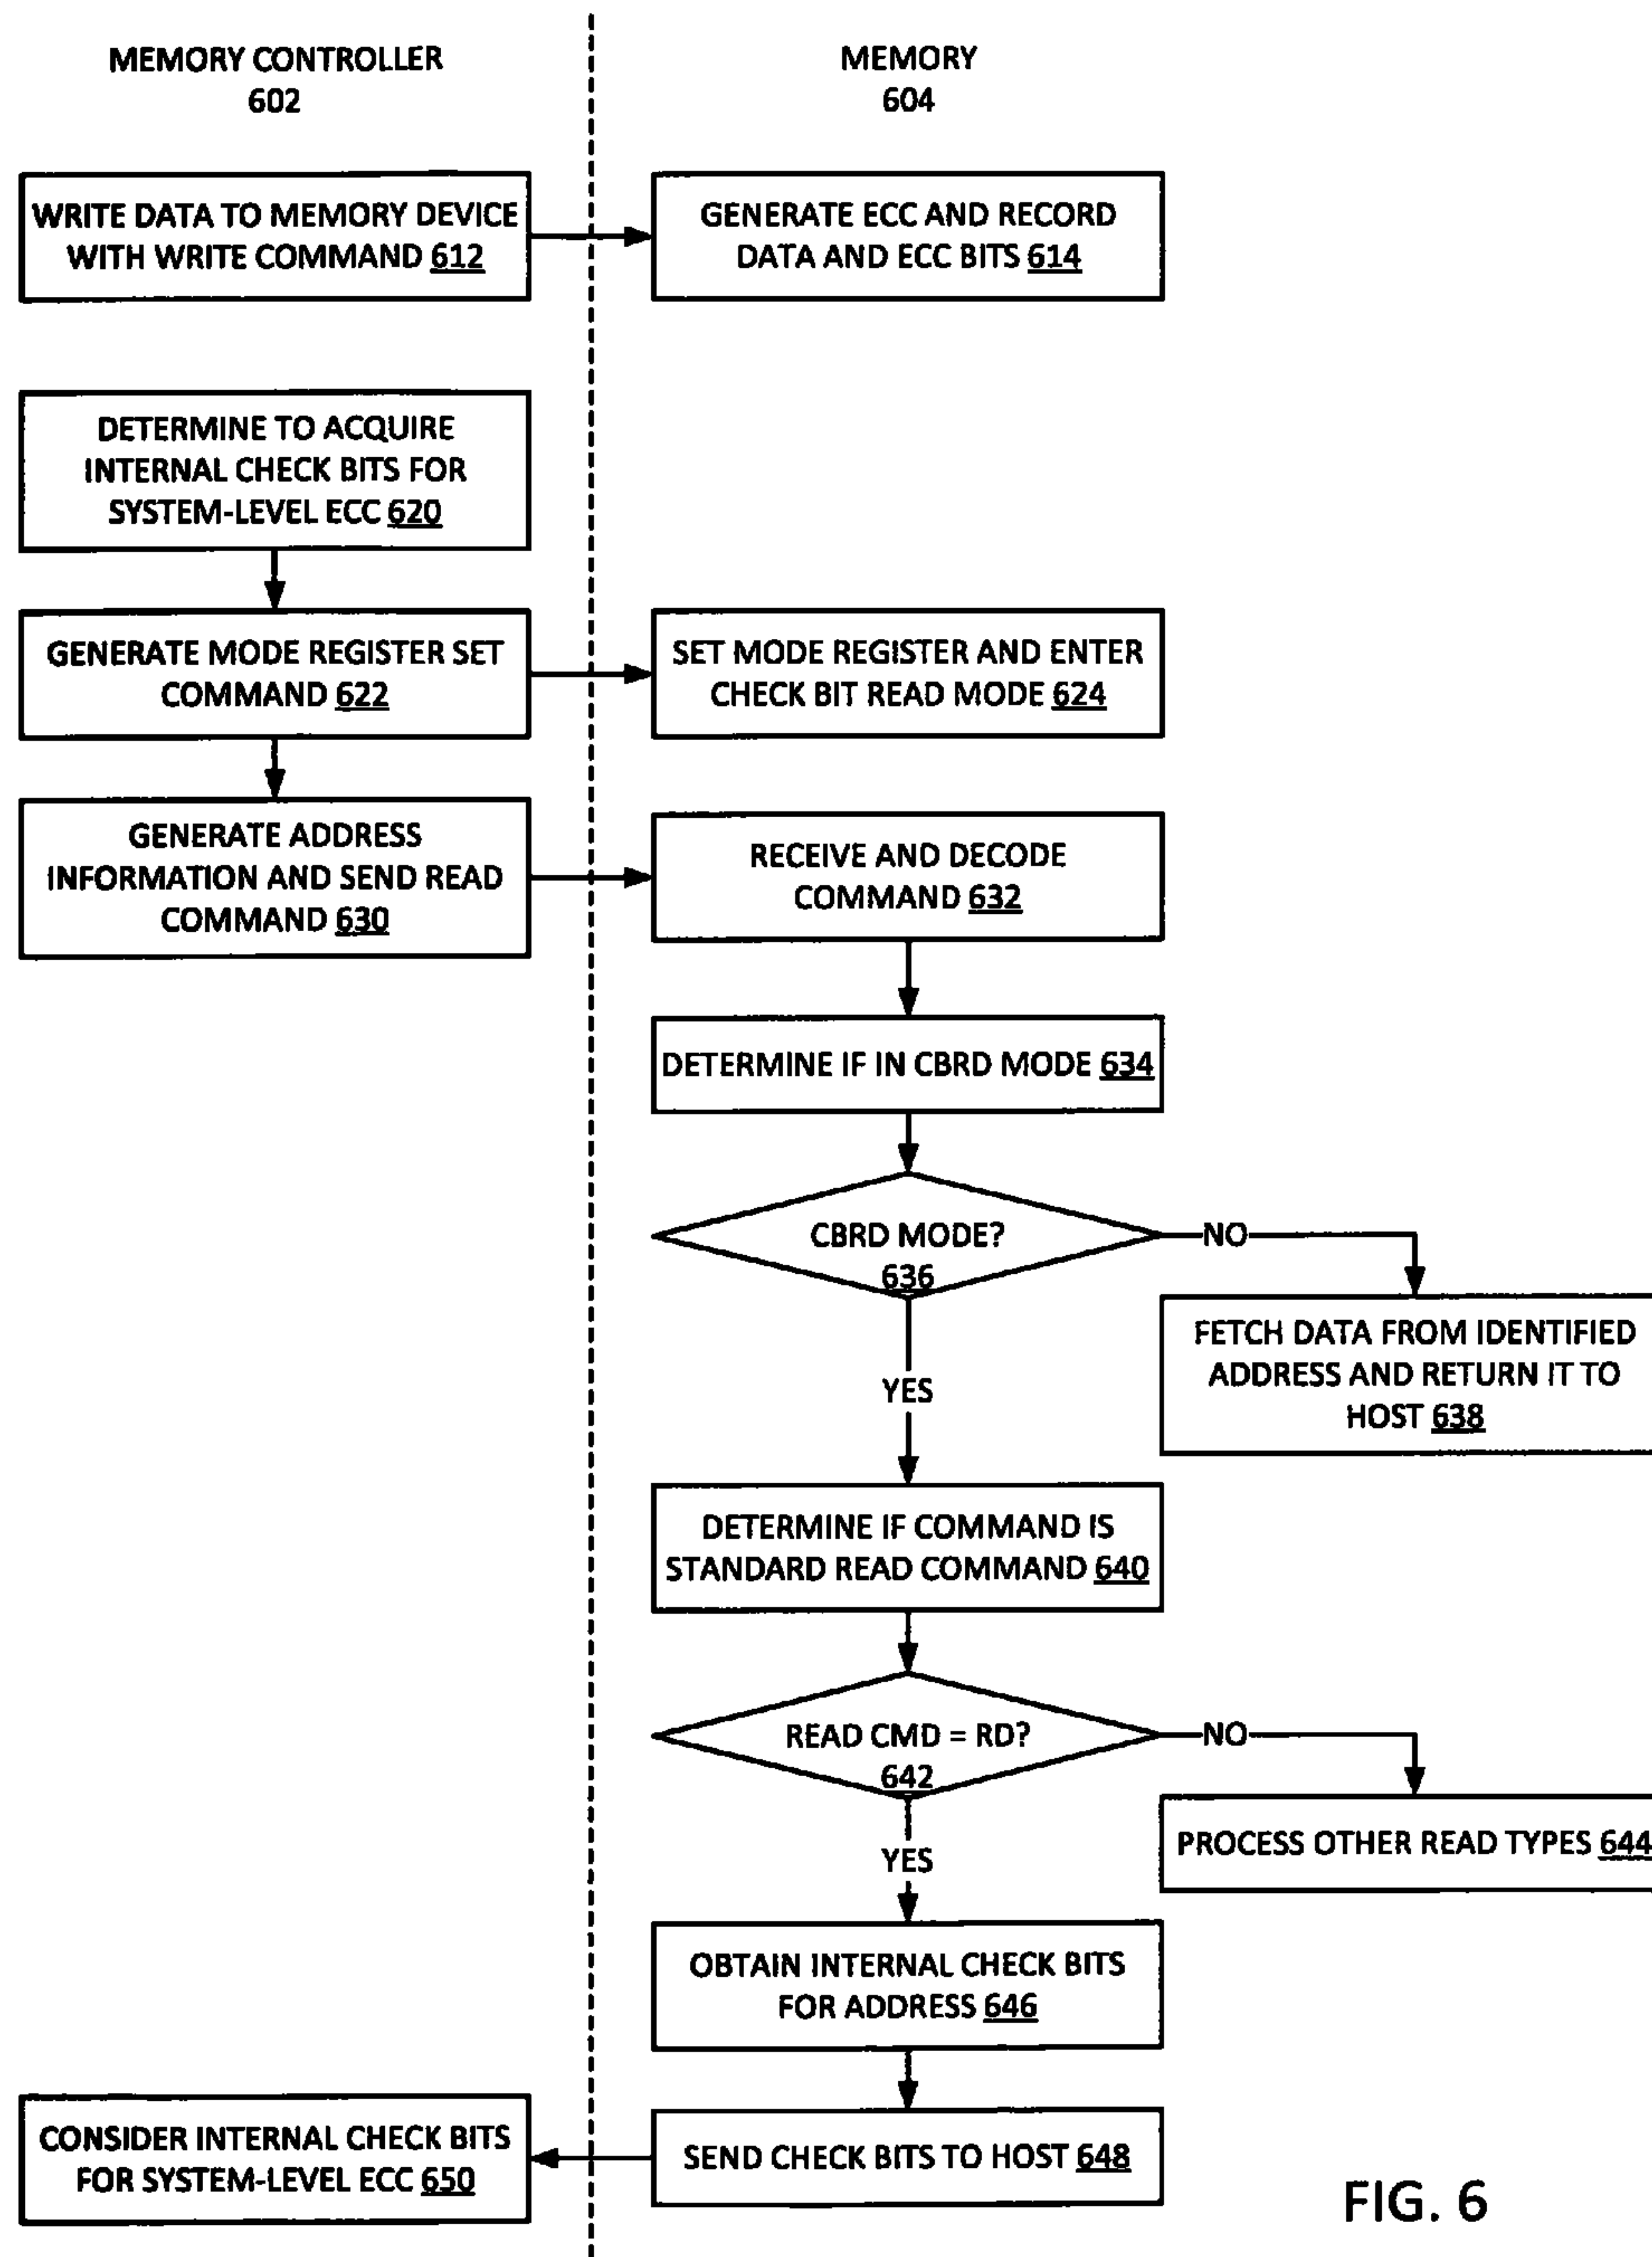 MEMORY CONTROLLER
602
MEMORY
604
WRITE DATA TO MEMORY DEVICE
WITH WRITE COMMAND 612
GENERATE ECC AND RECORD
DATA AND ECC BITS 614
DETERMINE TO ACQUIRE
INTERNAL CHECK BITS FOR
SYSTEM-LEVEL ECC 620
GENERATE MODE REGISTER SET
COMMAND 622
SET MODE REGISTER AND ENTER
CHECK BIT READ MODE 624
GENERATE ADDRESS
INFORMATION AND SEND READ
COMMAND 630
RECEIVE AND DECODE
COMMAND 632
DETERMINE IF IN CBRD MODE 634
CBRD MODE?
636
NO
FETCH DATA FROM IDENTIFIED
ADDRESS AND RETURN IT TO
HOST 638
YES
DETERMINE IF COMMAND IS
STANDARD READ COMMAND 640
READ CMD = RD?
642
NO
PROCESS OTHER READ TYPES 644
YES
OBTAIN INTERNAL CHECK BITS
FOR ADDRESS 646
SEND CHECK BITS TO HOST 648
CONSIDER INTERNAL CHECK BITS
FOR SYSTEM-LEVEL ECC 650
FIG. 6